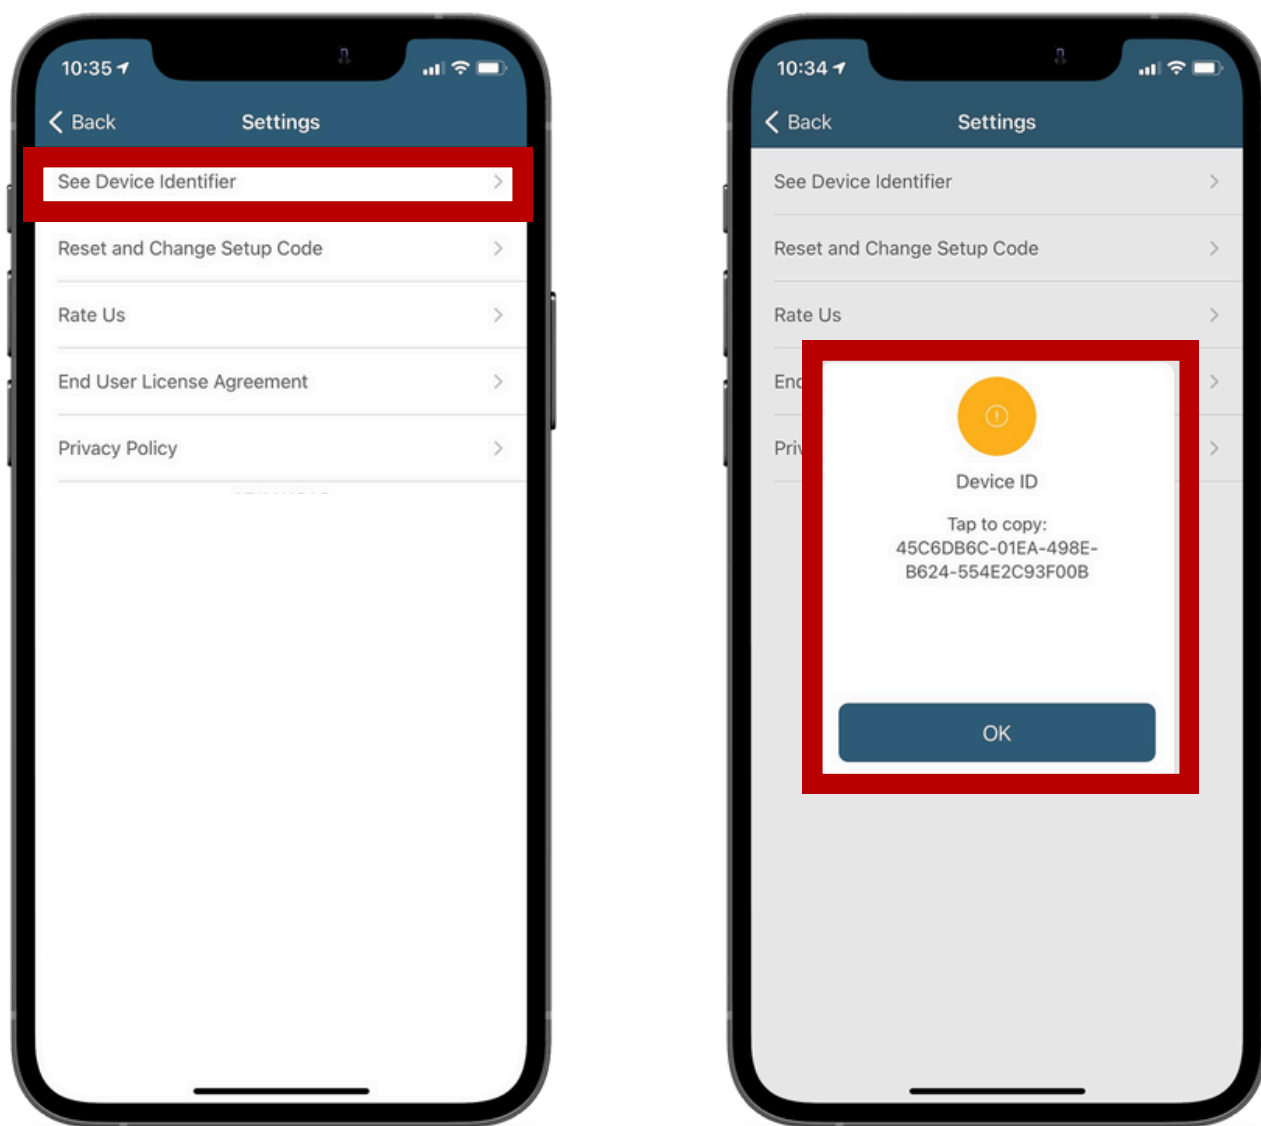 10:35
Back
Settings
See Device Identifier
Reset and Change Setup Code
Rate Us
End User License Agreement
Privacy Policy
10:34
Back
Settings
See Device Identifier
Reset and Change Setup Code
Rate Us
Enc
Priv
Device ID
Tap to copy:
45C6DB6C-01EA-498E-
B624-554E2C93F00B
OK